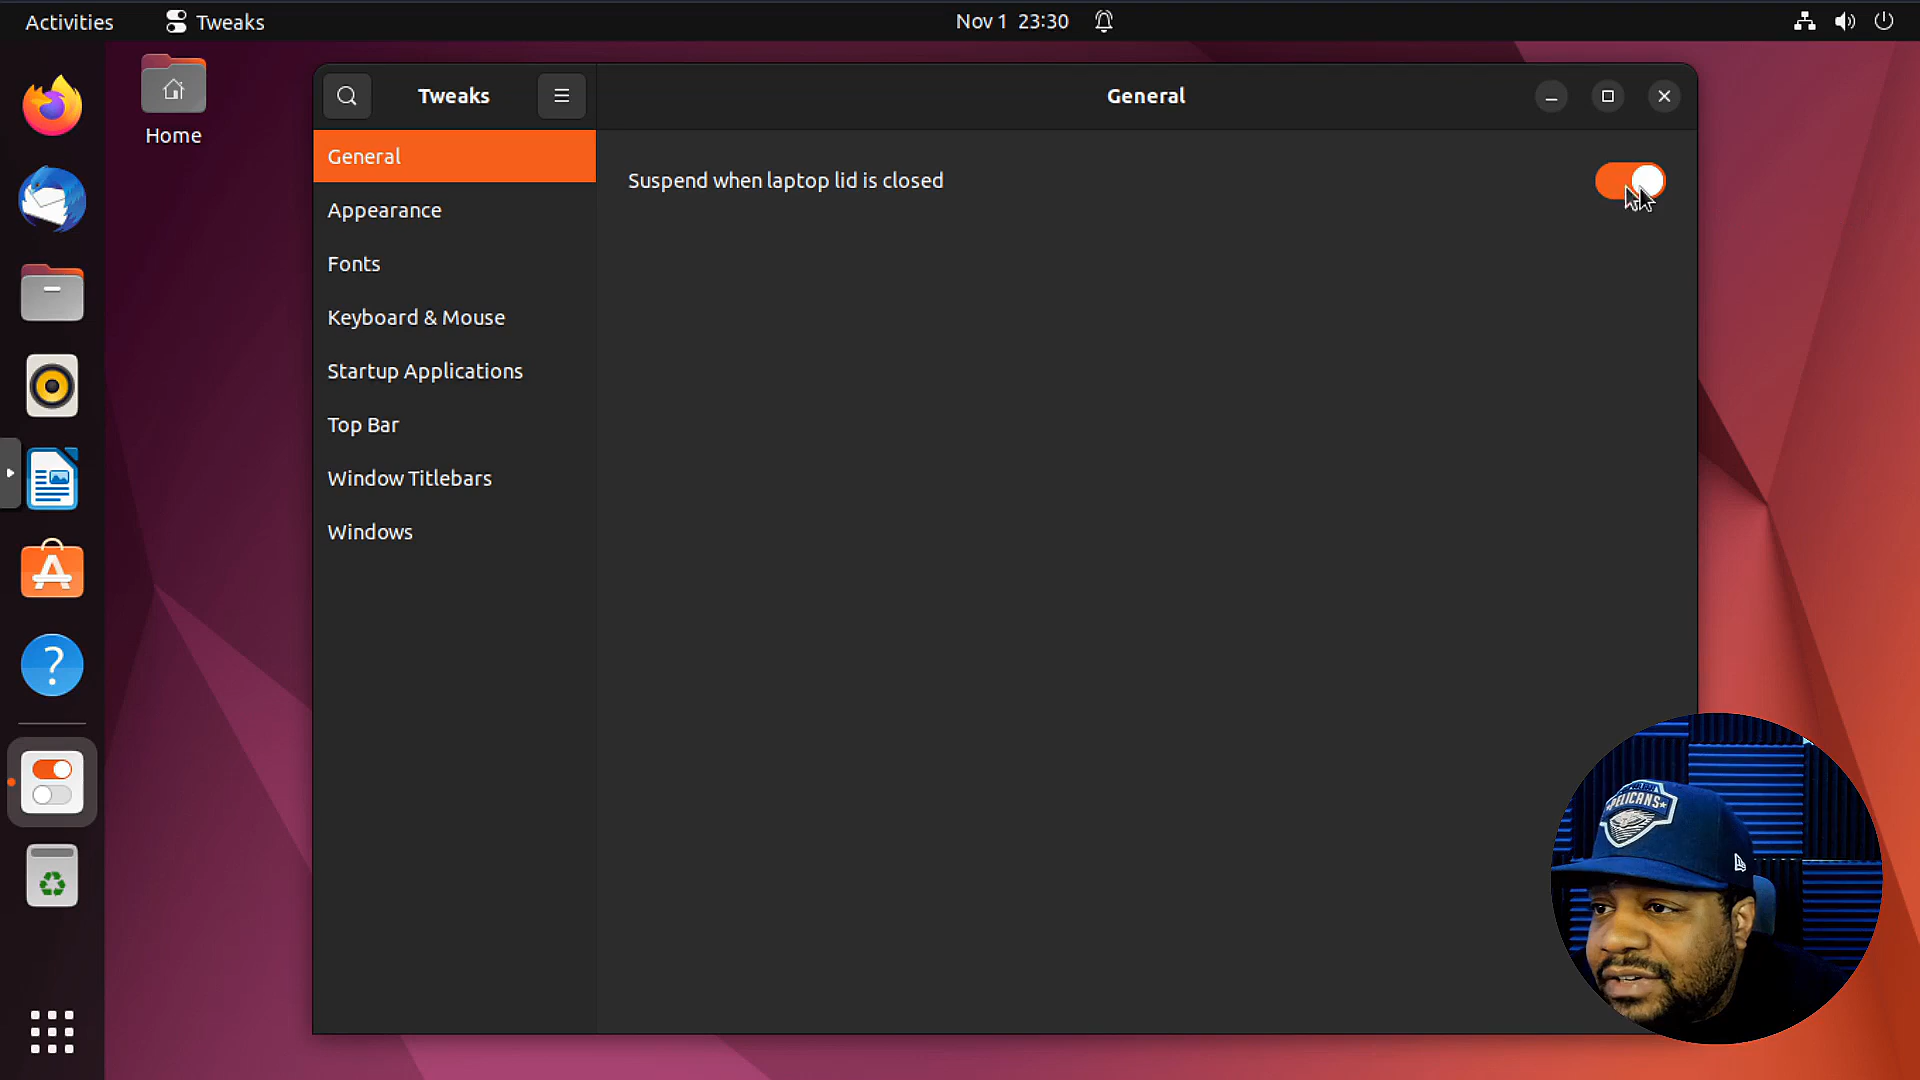 Activities
Tweaks
Nov 1 23:30
Home
Tweaks
General
General
Suspend when laptop lid is closed
Appearance
Fonts
Keyboard & Mouse
Startup Applications
Top Bar
Window Titlebars
Windows
PELICANS